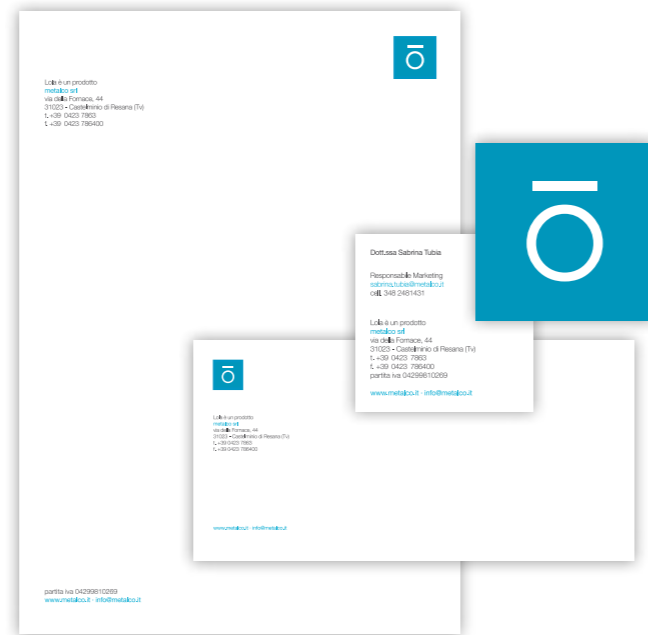 ō
Lola è un prodotto
metalco srl
via della Fornace, 44
31023 - Castelminio di Resana (Tv)
t. +39 0423 7863
f. +39 0423 786400
partita iva 04299810269
www.metalco.it - info@metalco.it
ō
Dott.ssa Sabrina Tubia
Responsabile Marketing
sabrina.tubia@metalco.it
cell. 348 2481431
Lola è un prodotto
metalco srl
via della Fornace, 44
31023 - Castelminio di Resana (Tv)
t. +39 0423 7863
f. +39 0423 786400
partita iva 04299810269
www.metalco.it - info@metalco.it
ō
Lola è un prodotto
metalco srl
via della Fornace, 44
31023 - Castelminio di Resana (Tv)
t. +39 0423 7863
f. +39 0423 786400
www.metalco.it - info@metalco.it